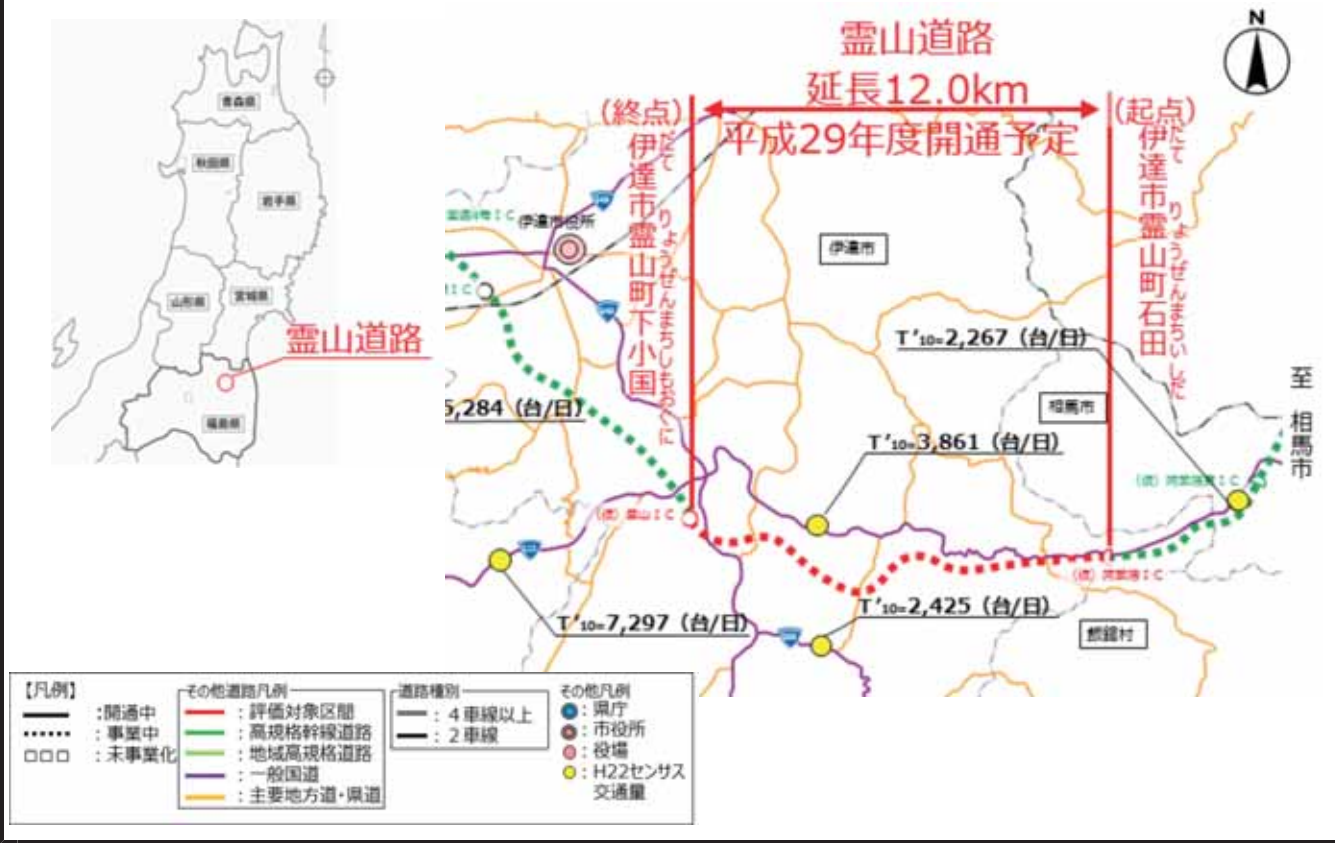 青森県
秋田県
岩手県
山形県
宮城県
福島県
霊山道路
霊山道路
延長12.0km
平成29年度開通予定
(終点)
伊達市霊山町下小国
だて
りょうぜんまちしもおぐに
(起点)
伊達市霊山町石田
だて
りょうぜんまちいしだ
N
伊達市役所
伊達市
相馬市
飯舘村
至 相馬市
T'10=2,267 (台/日)
5,284 (台/日)
T'10=3,861 (台/日)
T'10=7,297 (台/日)
T'10=2,425 (台/日)
(仮) 霊山IC
【凡例】
:開通中
:事業中
:未事業化
その他道路凡例
:評価対象区間
:高規格幹線道路
:地域高規格道路
:一般国道
:主要地方道・県道
道路種別
:4車線以上
:2車線
その他凡例
:県庁
:市役所
:役場
:H22センサス
交通量